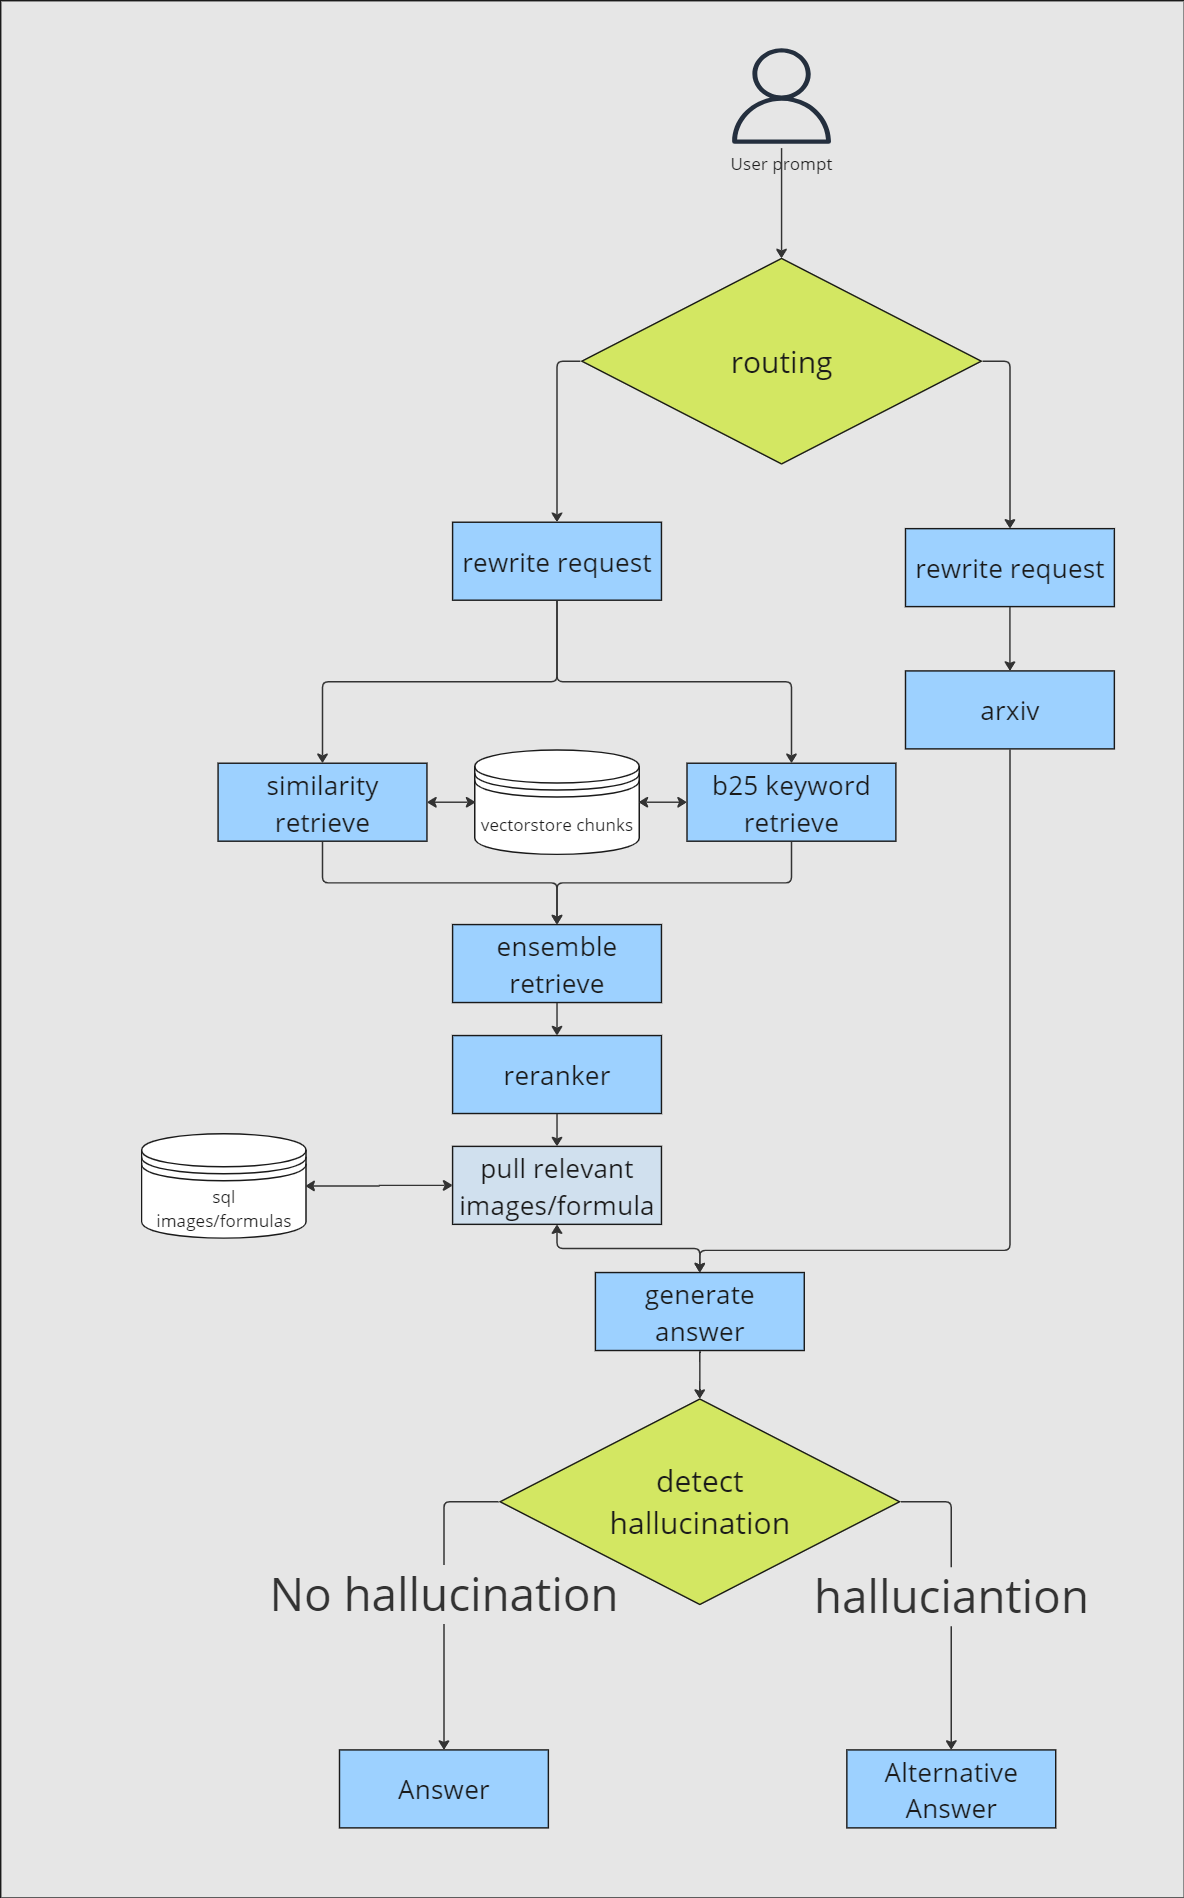 User prompt
routing
rewrite request
rewrite request
arxiv
similarity
retrieve
vectorstore chunks
b25 keyword
retrieve
ensemble
retrieve
reranker
pull relevant
images/formula
sql
images/formulas
generate
answer
detect
hallucination
No hallucination
halluciantion
Answer
Alternative
Answer